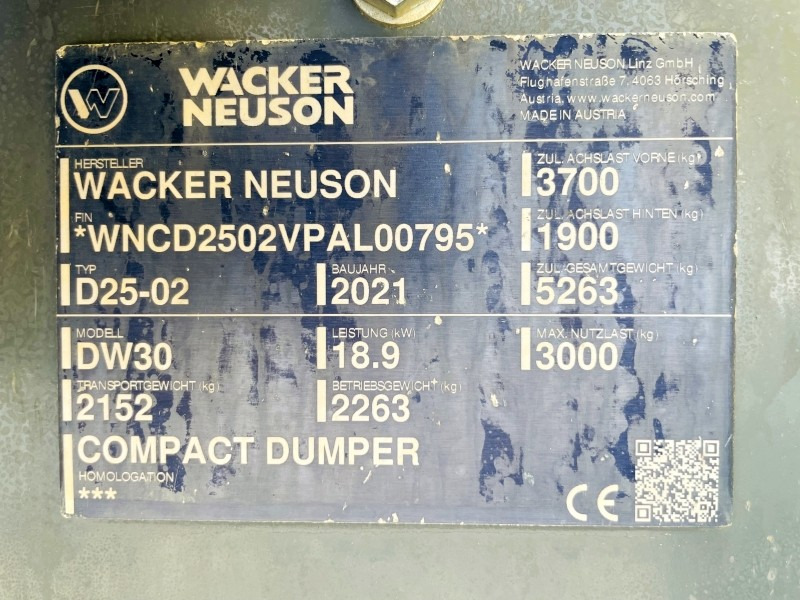 W
WACKER
NEUSON
WACKER NEUSON Linz GmbH
Flughafenstraße 7, 4063 Hörsching
Austria, www.wackerneuson.com
MADE IN AUSTRIA
HERSTELLER
WACKER NEUSON
ZUL. ACHSLAST VORNE (kg)
3700
FIN
*WNCD2502VPAL00795*
ZUL. ACHSLAST HINTEN (kg)
1900
TYP
D25-02
BAUJAHR
2021
ZUL. GESAMTGEWICHT (kg)
5263
MODELL
DW30
LEISTUNG (kW)
18.9
MAX. NUTZLAST (kg)
3000
TRANSPORTGEWICHT (kg)
2152
BETRIEBSGEWICHT (kg)
2263
COMPACT DUMPER
HOMOLOGATION
***
CE